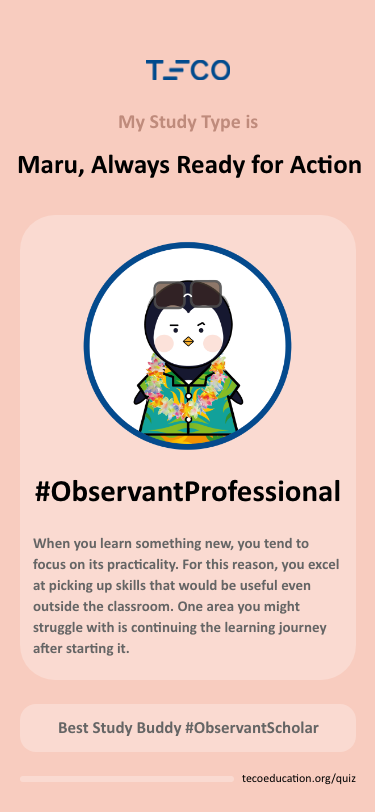 TECO
My Study Type is
Maru, Always Ready for Action
#ObservantProfessional
When you learn something new, you tend to
focus on its practicality. For this reason, you excel
at picking up skills that would be useful even
outside the classroom. One area you might
struggle with is continuing the learning journey
after starting it.
Best Study Buddy #ObservantScholar
tecoeducation.org/quiz